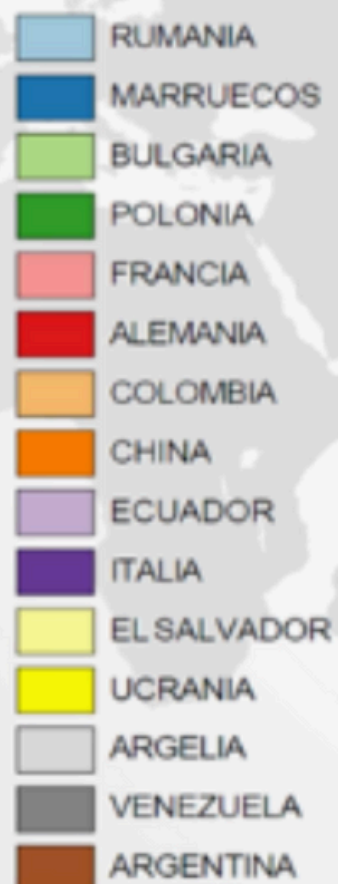 RUMANIA
MARRUECOS
BULGARIA
POLONIA
FRANCIA
ALEMANIA
COLOMBIA
CHINA
ECUADOR
ITALIA
EL SALVADOR
UCRANIA
ARGELIA
VENEZUELA
ARGENTINA